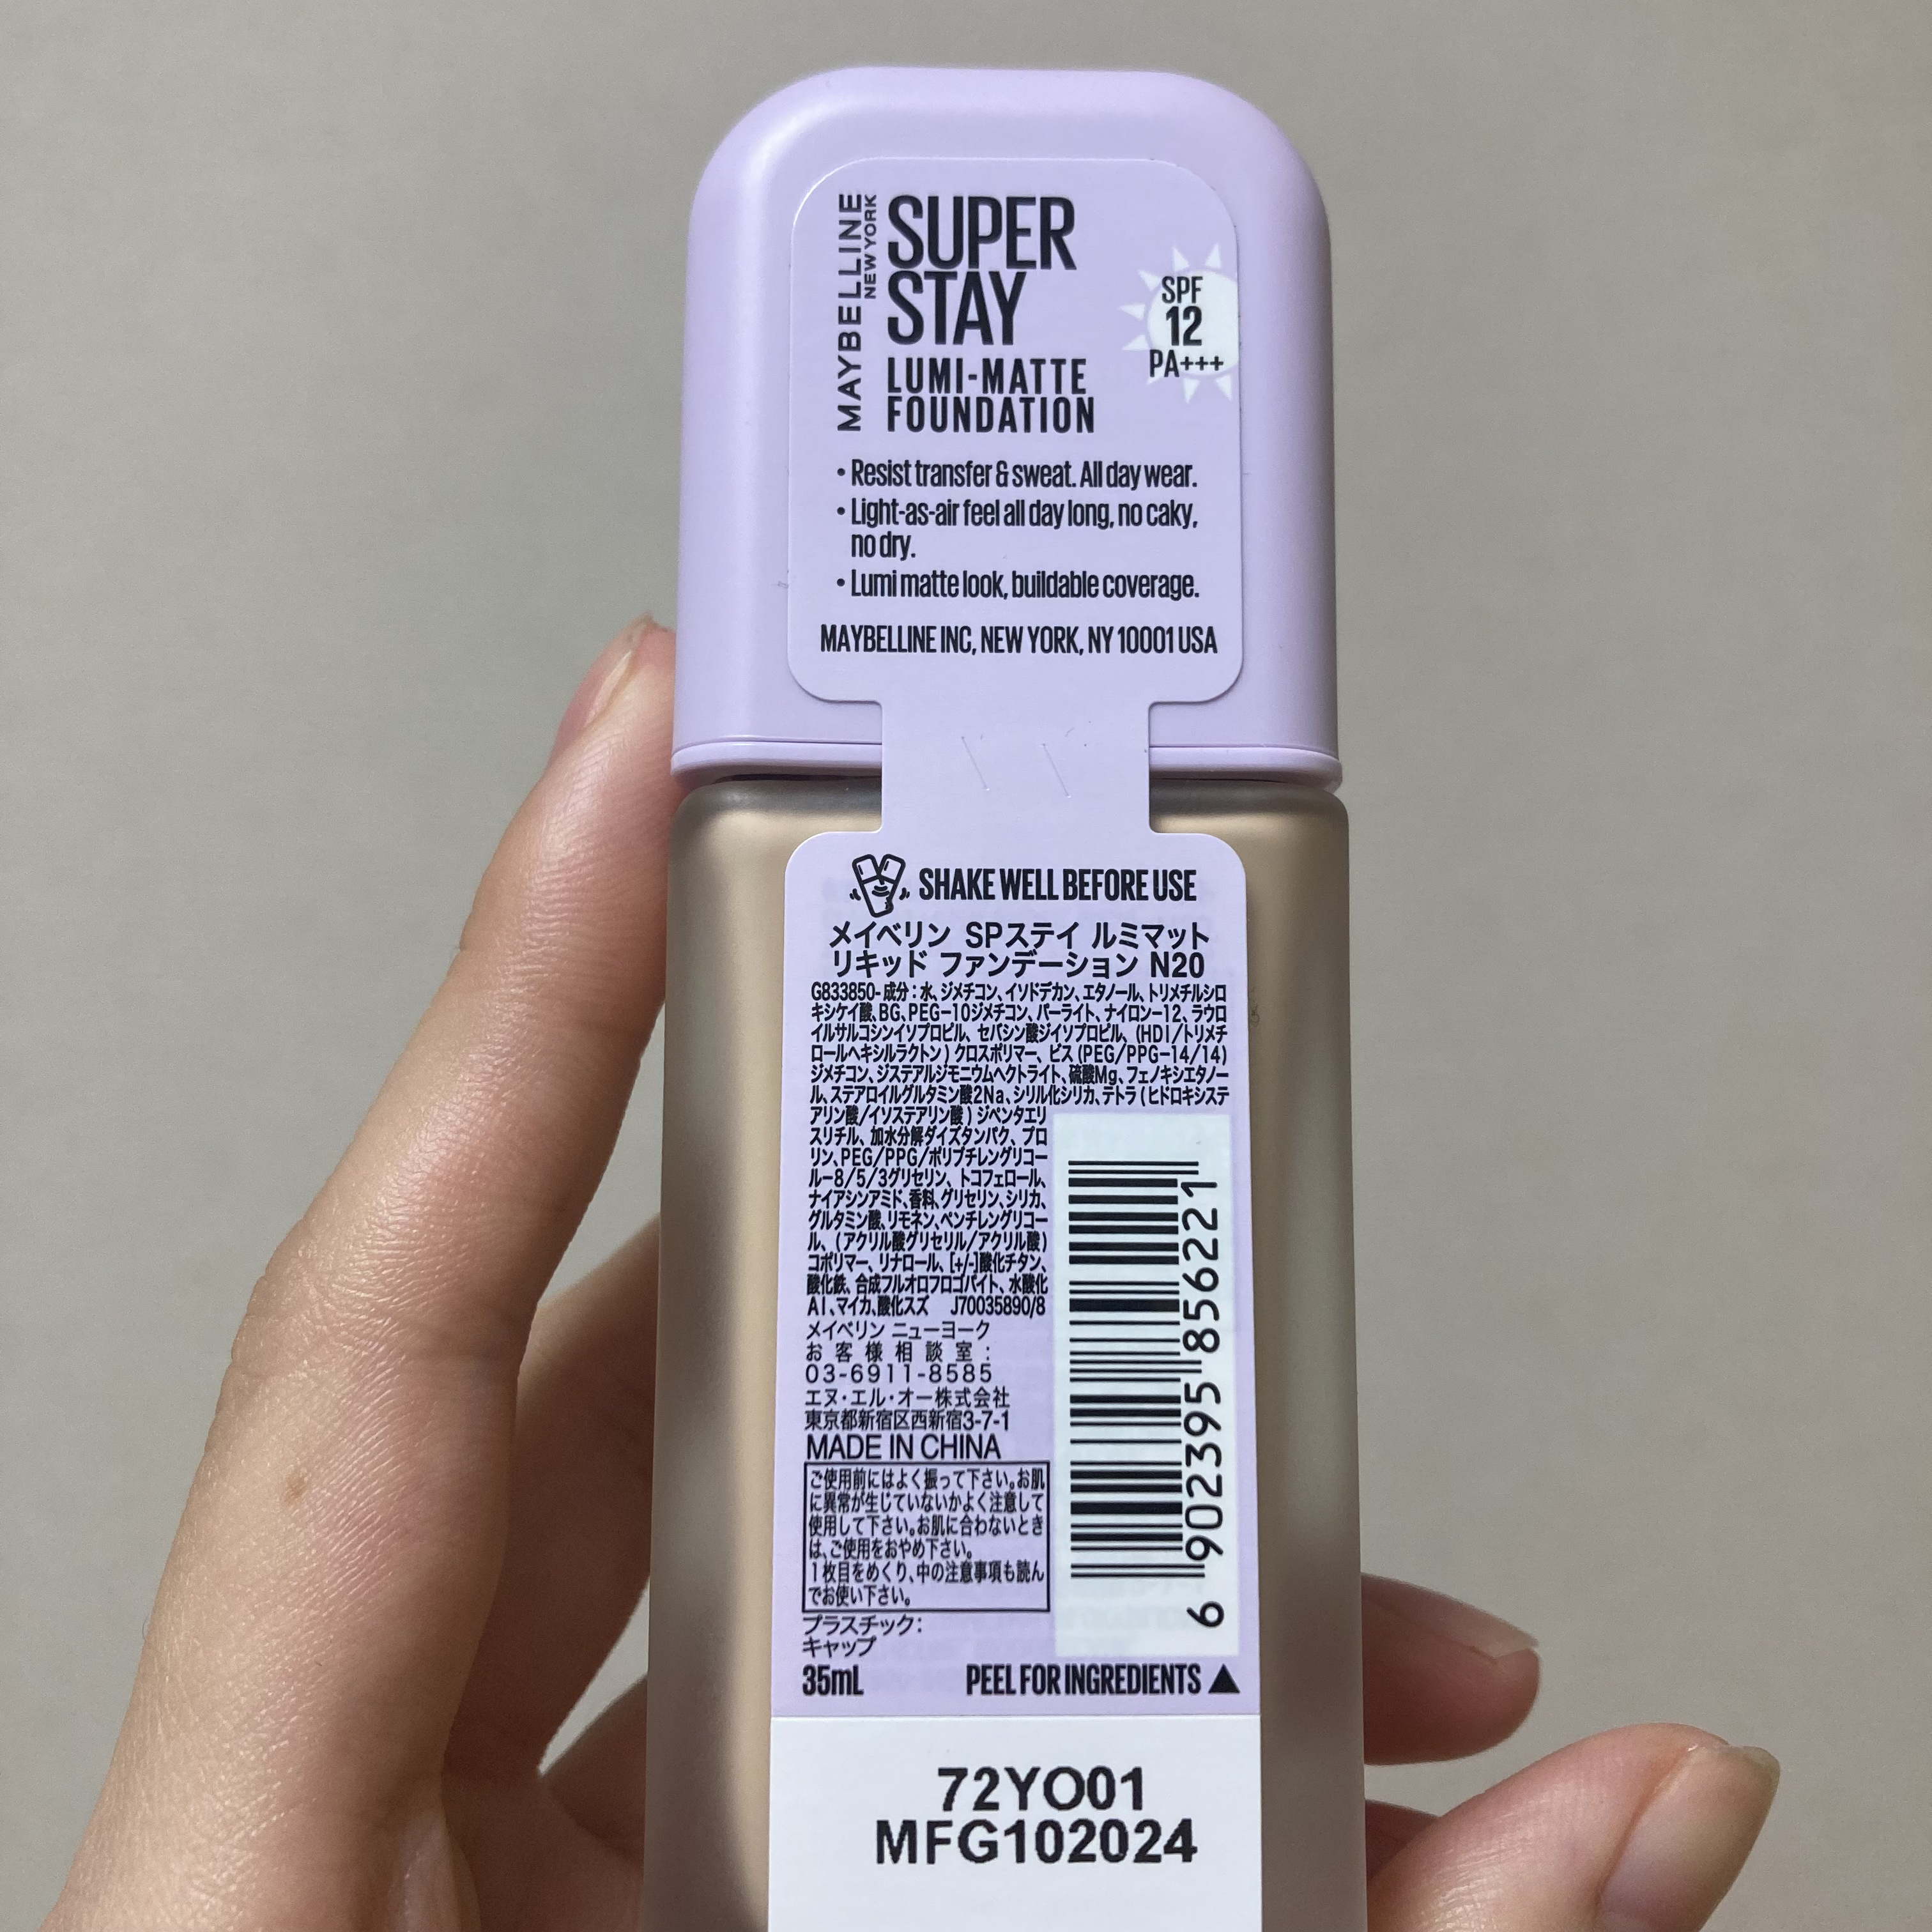 MAYBELLINE
NEW YORK
SUPER
STAY
LUMI-MATTE
FOUNDATION
SPF
12
PA+++
• Resist transfer & sweat. All day wear.
• Light-as-air feel all day long, no caky,
no dry.
• Lumi matte look, buildable coverage.
MAYBELLINE INC, NEW YORK, NY 10001 USA
SHAKE WELL BEFORE USE
メイベリン SPステイ ルミマット
リキッド ファンデーション N20
G833850-成分：水、ジメチコン、イソドデカン、エタノール、トリメチルシロ
キシケイ酸、BG、PEG-10ジメチコン、パーライト、ナイロン-12、ラウロ
イルサルコシンイソプロピル、セバシン酸ジイソプロピル、(HDI/トリメチ
ロールヘキシルラクトン)クロスポリマー、ビス(PEG/PPG-14/14)
ジメチコン、ジステアルジモニウムヘクトライト、硫酸Mg、フェノキシエタノー
ル、ステアロイルグルタミン酸2Na、シリル化シリカ、テトラ(ヒドロキシステ
アリン酸/イソステアリン酸)ジペンタエリ
スリチル、加水分解ダイズタンパク、プロ
リン、PEG/PPG/ポリブチレングリコー
ル-8/5/3グリセリン、トコフェロール、
ナイアシンアミド、香料、グリセリン、シリカ、
グルタミン酸、リモネン、ペンチレングリコー
ル、(アクリル酸グリセリル/アクリル酸)
コポリマー、リナロール、[+/-]酸化チタン、
酸化鉄、合成フルオロフロゴパイト、水酸化
Al、マイカ、酸化スズ J70035890/8
メイベリン ニューヨーク
お客様相談室：
03-6911-8585
エヌ・エル・オー株式会社
東京都新宿区西新宿3-7-1
MADE IN CHINA
ご使用前にはよく振って下さい。お肌
に異常が生じていないかよく注意して
使用して下さい。お肌に合わないとき
は、ご使用をおやめ下さい。
1枚目をめくり、中の注意事項も読ん
でお使い下さい。
プラスチック：
キャップ
35mL
PEEL FOR INGREDIENTS ▲
6 902395 856221
72YO01
MFG102024